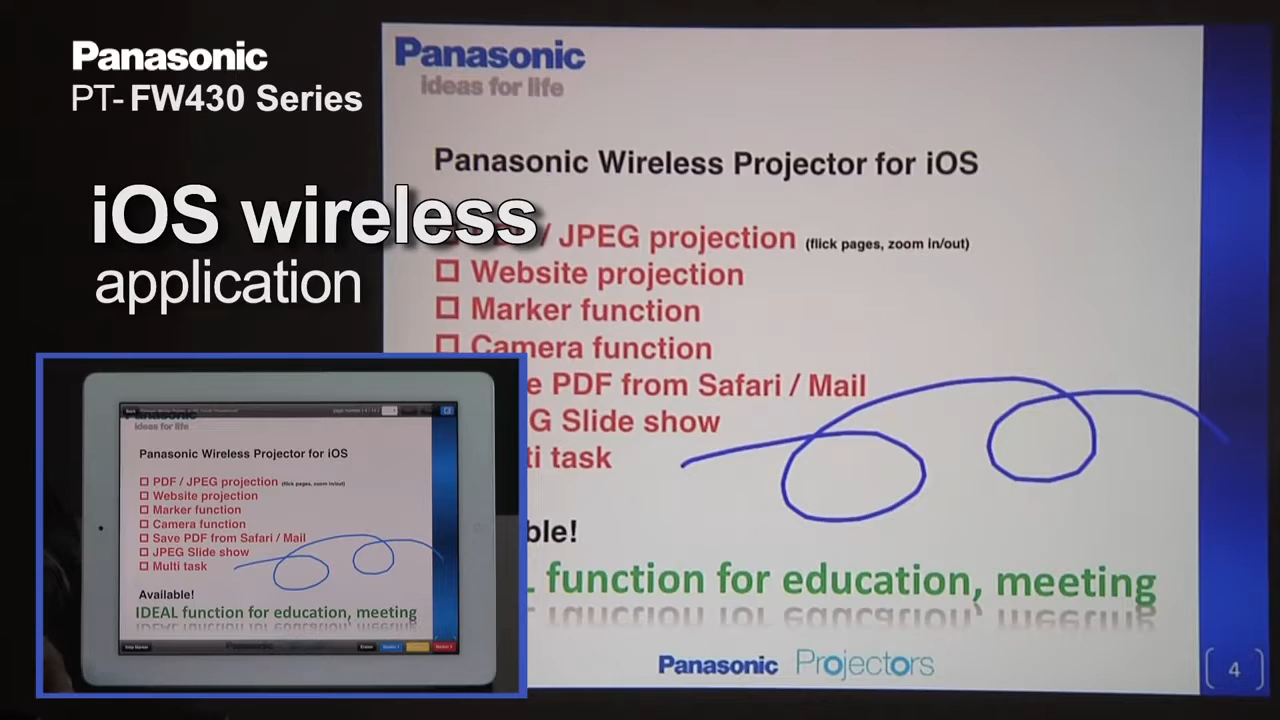 Panasonic
PT-FW430 Series
iOS wireless
application
Panasonic
ideas for life
Panasonic Wireless Projector for iOS
/ JPEG projection (flick pages, zoom in/out)
Website projection
Marker function
Camera function
e PDF from Safari / Mail
G Slide show
ti task
ble!
function for education, meeting
Panasonic Projectors
4
Panasonic
ideas for life
Panasonic Wireless Projector for iOS
PDF / JPEG projection (flick pages, zoom in/out)
Website projection
Marker function
Camera function
Save PDF from Safari / Mail
JPEG Slide show
Multi task
Available!
IDEAL function for education, meeting
Stop Marker
Eraser